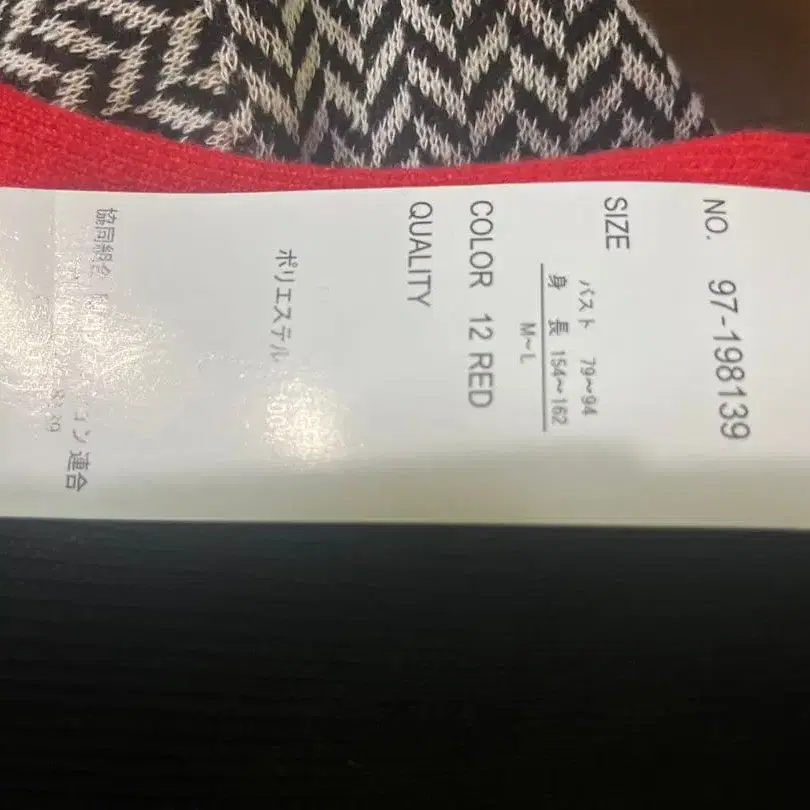 NO. 97-198139
SIZE
バスト 79～94
身 長 154～162
M～L
COLOR 12 RED
QUALITY
ポリエステル 100%
協同組合
連合